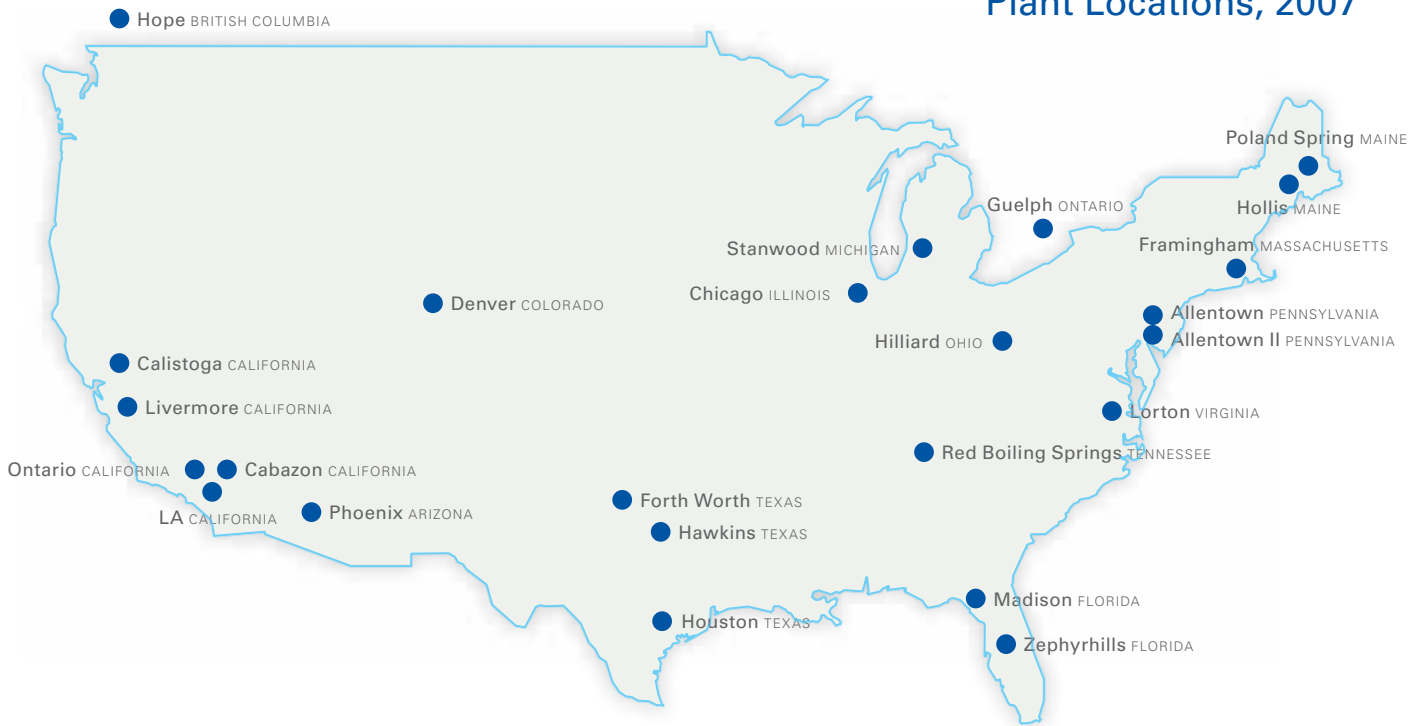 Plant Locations, 2007
Hope BRITISH COLUMBIA
Poland Spring MAINE
Guelph ONTARIO
Hollis MAINE
Stanwood MICHIGAN
Framingham MASSACHUSETTS
Chicago ILLINOIS
Denver COLORADO
Allentown PENNSYLVANIA
Hilliard OHIO
Allentown II PENNSYLVANIA
Calistoga CALIFORNIA
Livermore CALIFORNIA
Lorton VIRGINIA
Red Boiling Springs TENNESSEE
Ontario CALIFORNIA
Cabazon CALIFORNIA
Forth Worth TEXAS
LA CALIFORNIA
Phoenix ARIZONA
Hawkins TEXAS
Madison FLORIDA
Houston TEXAS
Zephyrhills FLORIDA